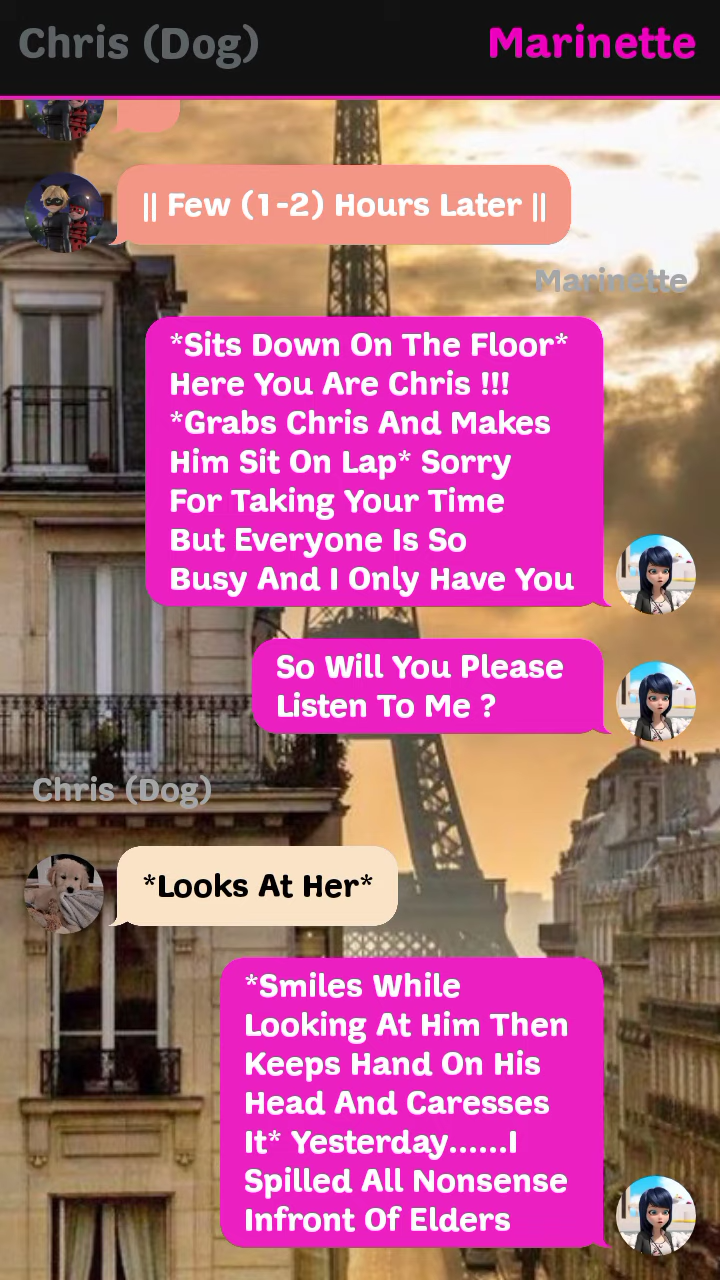 Chris (Dog)
Marinette
|| Few (1-2) Hours Later ||
Marinette
*Sits Down On The Floor*
Here You Are Chris !!!
*Grabs Chris And Makes
Him Sit On Lap* Sorry
For Taking Your Time
But Everyone Is So
Busy And I Only Have You
So Will You Please
Listen To Me ?
Chris (Dog)
*Looks At Her*
*Smiles While
Looking At Him Then
Keeps Hand On His
Head And Caresses
It* Yesterday......I
Spilled All Nonsense
Infront Of Elders